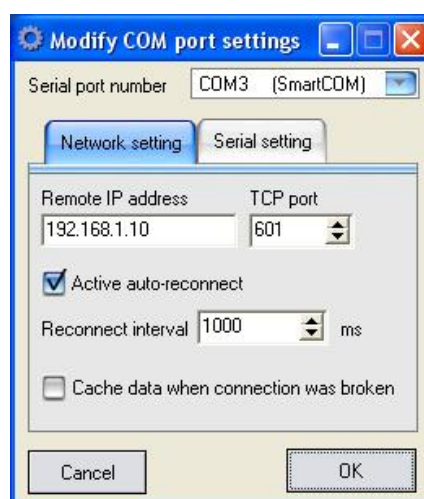 Modify COM port settings
Serial port number COM3 (SmartCOM)
Network setting Serial setting
Remote IP address TCP port
192.168.1.10 601
Active auto-reconnect
Reconnect interval 1000 ms
Cache data when connection was broken
Cancel OK